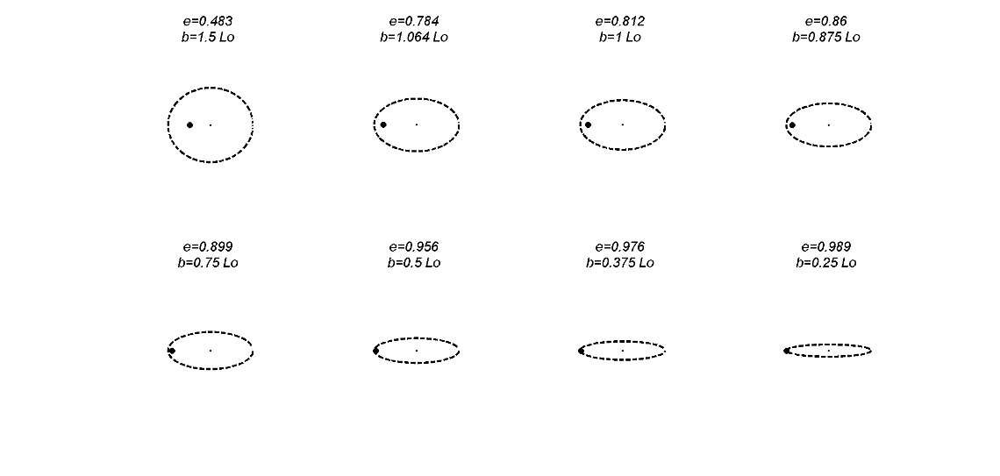 e=0.483
b=1.5 Lo
e=0.784
b=1.064 Lo
e=0.812
b=1 Lo
e=0.86
b=0.875 Lo
e=0.899
b=0.75 Lo
e=0.956
b=0.5 Lo
e=0.976
b=0.375 Lo
e=0.989
b=0.25 Lo